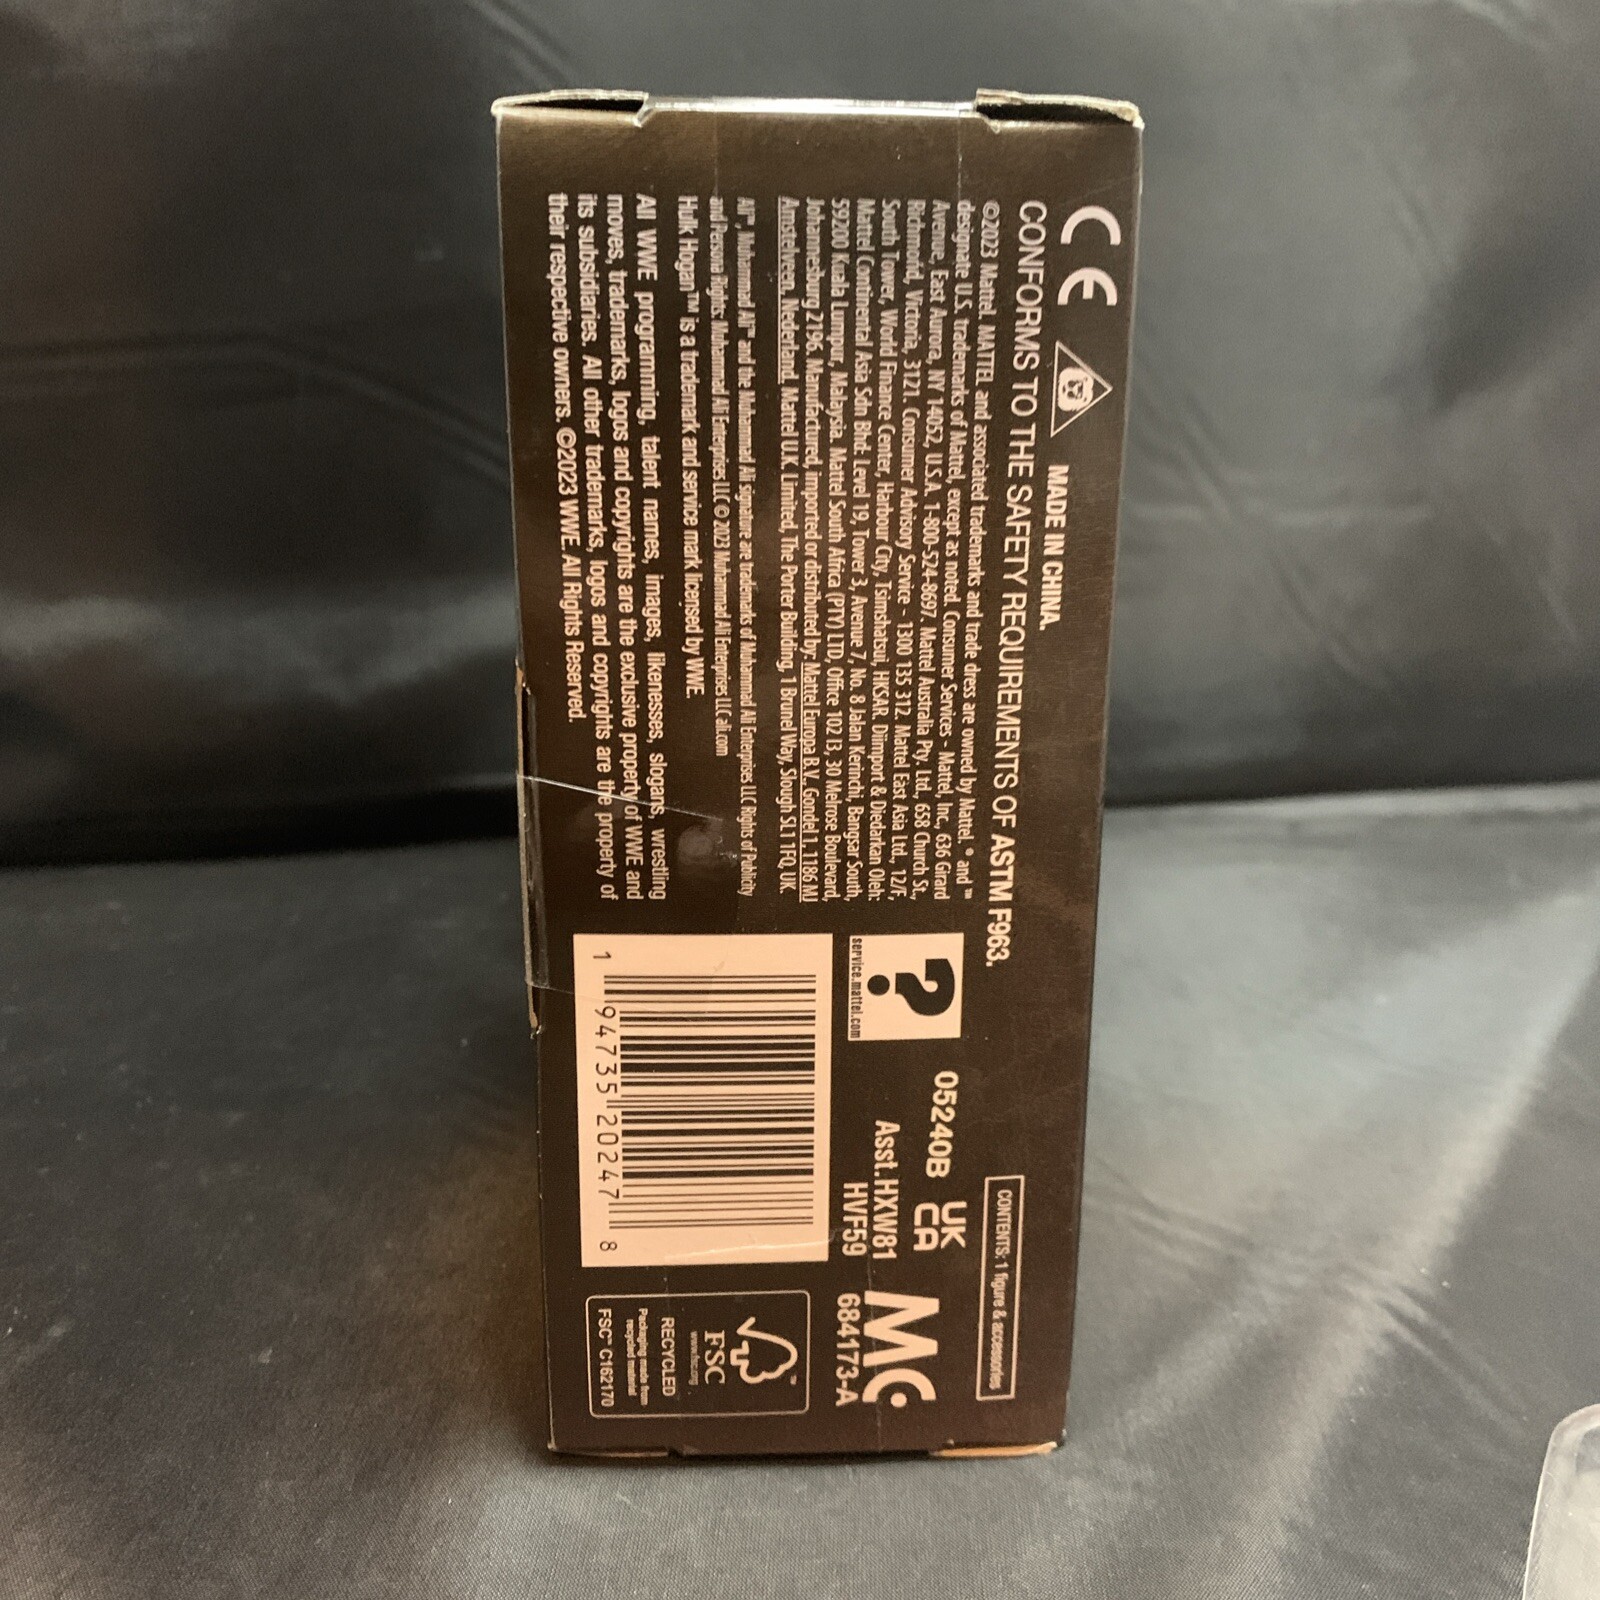 CE
MADE IN CHINA.
CONFORMS TO THE SAFETY REQUIREMENTS OF ASTM F963.
©2023 Mattel. MATTEL and associated trademarks and trade dress are owned by Mattel. ® and ™
designate U.S. trademarks of Mattel, except as noted. Consumer Services - Mattel, Inc., 636 Girard
Avenue, East Aurora, NY 14052, U.S.A. 1-800-524-8697. Mattel Australia Pty. Ltd., 658 Church St.,
Richmond, Victoria, 3121. Consumer Advisory Service - 1300 135 312. Mattel East Asia Ltd., 12/F,
South Tower, World Finance Center, Harbour City, Tsimshatsui, HKSAR. Diimport & Diedarkan Oleh:
Mattel Continental Asia Sdn Bhd. Level 19, Tower 3, Avenue 7, No. 8 Jalan Kerinchi, Bangsar South,
59200 Kuala Lumpur, Malaysia. Mattel South Africa (PTY) LTD, Office 102 I3, 30 Melrose Boulevard,
Johannesburg 2196. Manufactured, imported or distributed by: Mattel Europa B.V. Gondel 1, 1186 MJ
Amstelveen, Nederland. Mattel U.K. Limited, The Porter Building, 1 Brunel Way, Slough SL1 1FQ, UK.
Ali®, Muhammad Ali® and the Muhammad Ali signature are trademarks of Muhammad Ali Enterprises LLC. Rights of Publicity
and Persona Rights: Muhammad Ali Enterprises LLC © 2023 Muhammad Ali Enterprises LLC ali.com
Hulk Hogan™ is a trademark and service mark licensed by WWE.
All WWE programming, talent names, images, likenesses, slogans, wrestling
moves, trademarks, logos and copyrights are the exclusive property of WWE and
its subsidiaries. All other trademarks, logos and copyrights are the property of
their respective owners. ©2023 WWE. All Rights Reserved.
?
service.mattel.com
05240B
UK
CA
Asst.HXW81
HVF59
CONTENTS: 1 figure & accessories
MC
684173-A
1 94735 20247 8
™
FSC
www.fsc.org
RECYCLED
Packaging made from
recycled material
FSC™ C162170